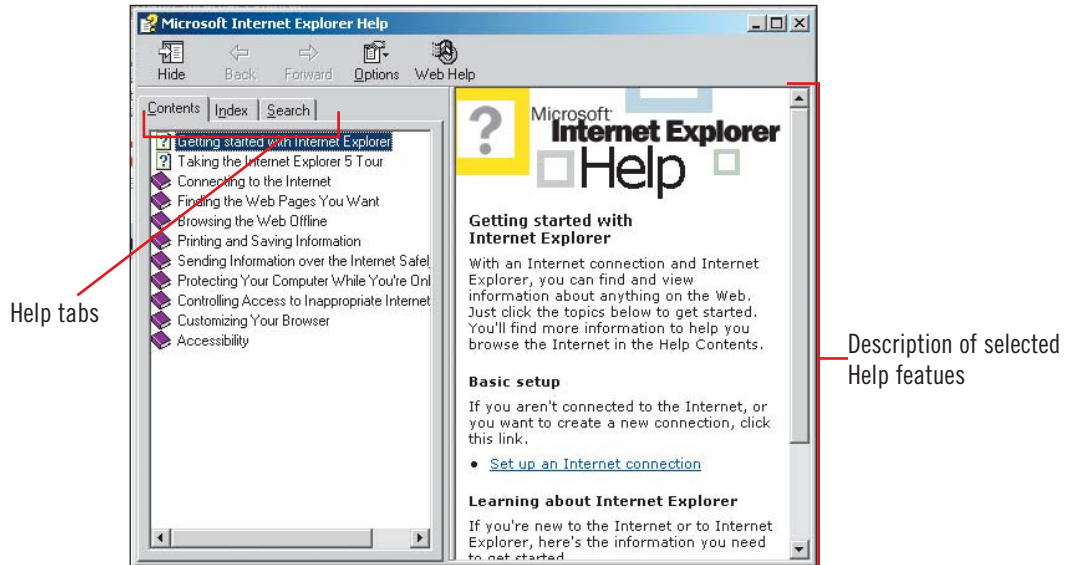 Microsoft Internet Explorer Help
Hide Back Forward Options Web Help
Contents Index Search
Getting started with Internet Explorer
Taking the Internet Explorer 5 Tour
Connecting to the Internet
Finding the Web Pages You Want
Browsing the Web Offline
Printing and Saving Information
Sending Information over the Internet Safel
Protecting Your Computer While You're Onl
Controlling Access to Inappropriate Internet
Customizing Your Browser
Accessibility
Help tabs
?
Microsoft
Internet Explorer
Help
Getting started with
Internet Explorer
With an Internet connection and Internet
Explorer, you can find and view
information about anything on the Web.
Just click the topics below to get started.
You'll find more information to help you
browse the Internet in the Help Contents.
Basic setup
If you aren't connected to the Internet, or
you want to create a new connection, click
this link.
• Set up an Internet connection
Learning about Internet Explorer
If you're new to the Internet or to Internet
Explorer, here's the information you need
to get started
Description of selected
Help featues